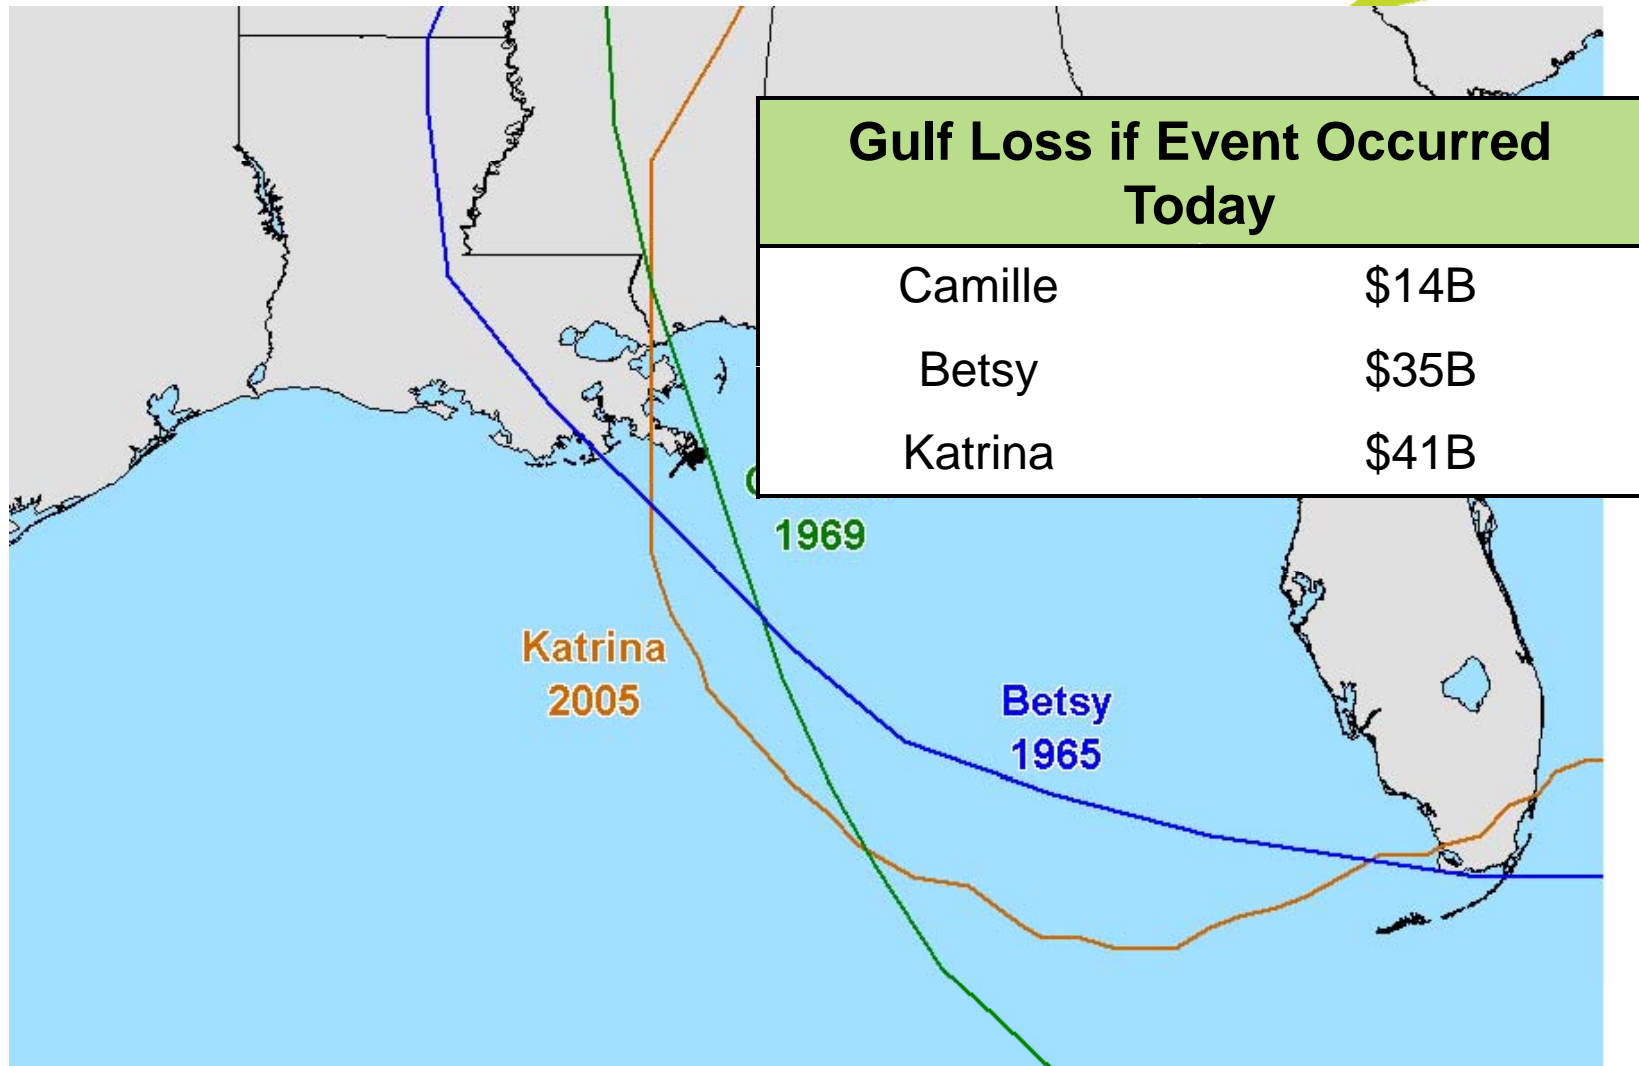 Gulf Loss if Event Occurred
Today
Camille $14B
Betsy $35B
Katrina $41B
1969
Katrina
2005
Betsy
1965